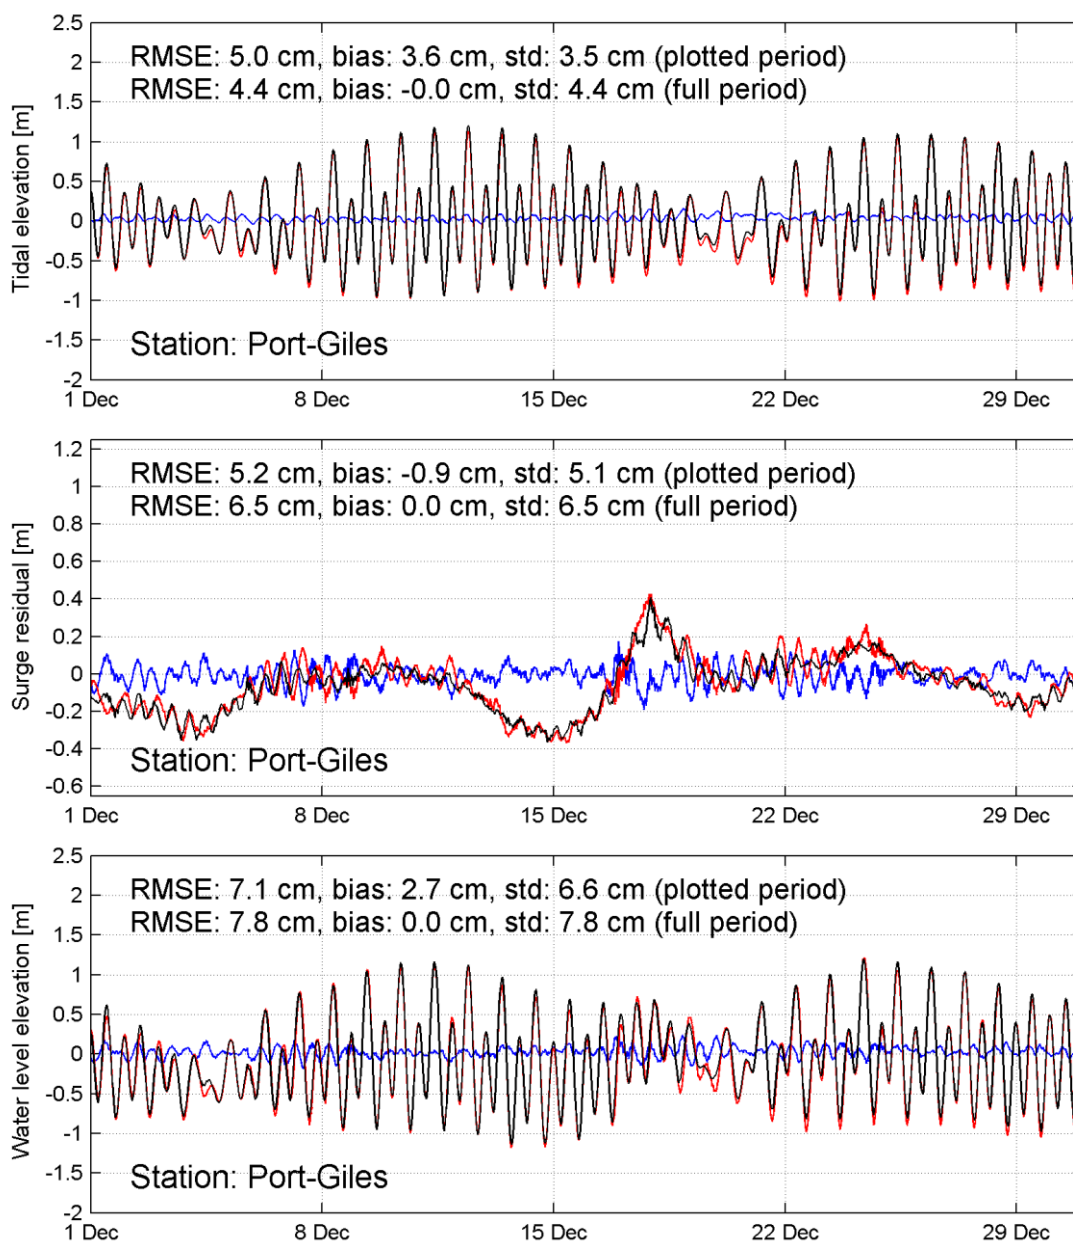 RMSE: 5.0 cm, bias: 3.6 cm, std: 3.5 cm (plotted period)
RMSE: 4.4 cm, bias: -0.0 cm, std: 4.4 cm (full period)
Tidal elevation [m]
2.5
2
1.5
1
0.5
0
-0.5
-1
-1.5
-2
Station: Port-Giles
1 Dec
8 Dec
15 Dec
22 Dec
29 Dec
RMSE: 5.2 cm, bias: -0.9 cm, std: 5.1 cm (plotted period)
RMSE: 6.5 cm, bias: 0.0 cm, std: 6.5 cm (full period)
Surge residual [m]
1.2
1
0.8
0.6
0.4
0.2
0
-0.2
-0.4
-0.6
Station: Port-Giles
1 Dec
8 Dec
15 Dec
22 Dec
29 Dec
RMSE: 7.1 cm, bias: 2.7 cm, std: 6.6 cm (plotted period)
RMSE: 7.8 cm, bias: 0.0 cm, std: 7.8 cm (full period)
Water level elevation [m]
2.5
2
1.5
1
0.5
0
-0.5
-1
-1.5
-2
Station: Port-Giles
1 Dec
8 Dec
15 Dec
22 Dec
29 Dec